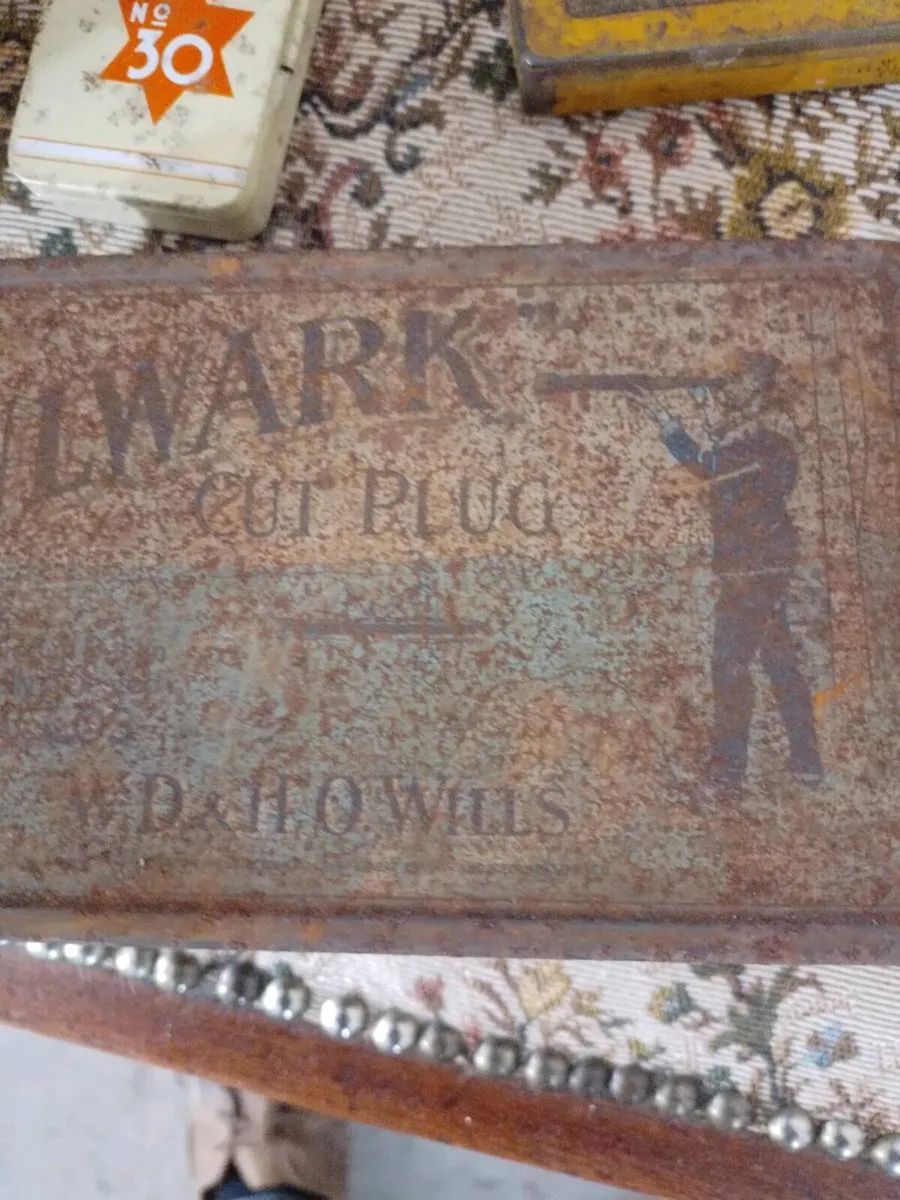 Nº
30
LWARK"
CUT PLUG
W.D & H.O WILLS